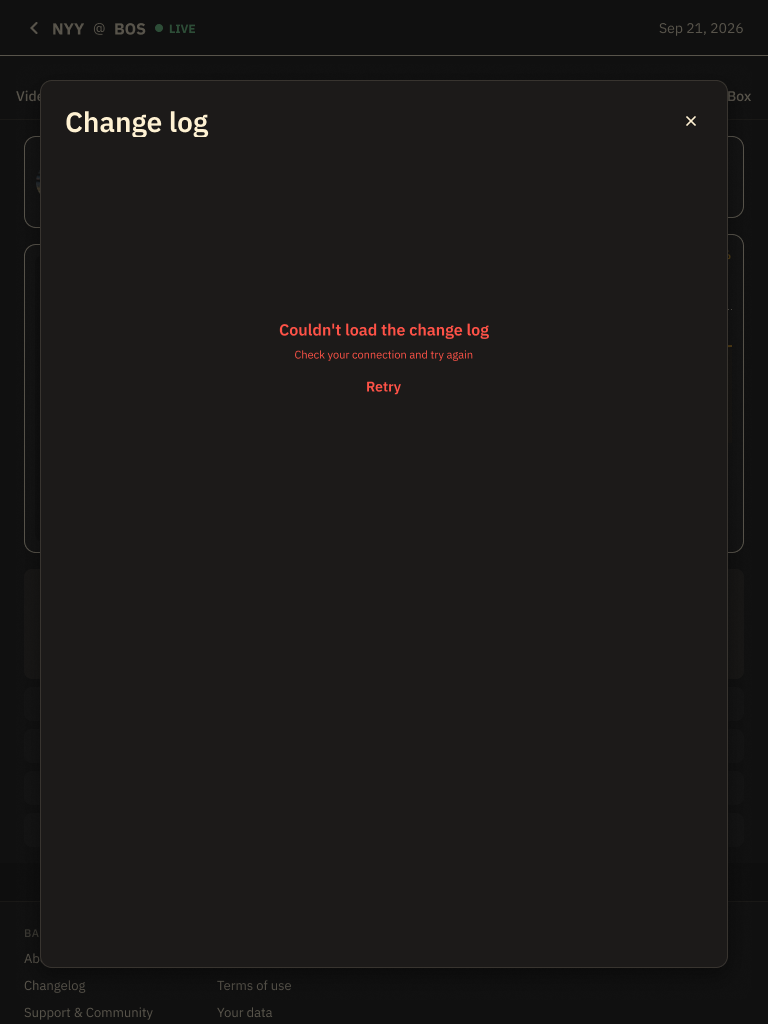 NYY @ BOS LIVE
Sep 21, 2026
Box
Change log
Couldn't load the change log
Check your connection and try again
Retry
Changelog
Terms of use
Support & Community
Your data